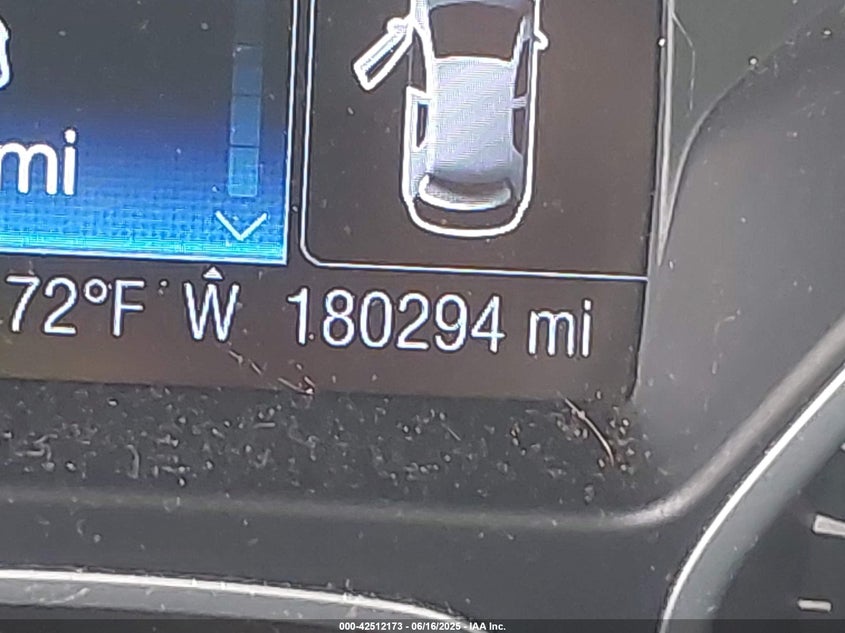 mi
72°F W 180294 mi
000-42512173 - 06/16/2025 - IAA Inc.